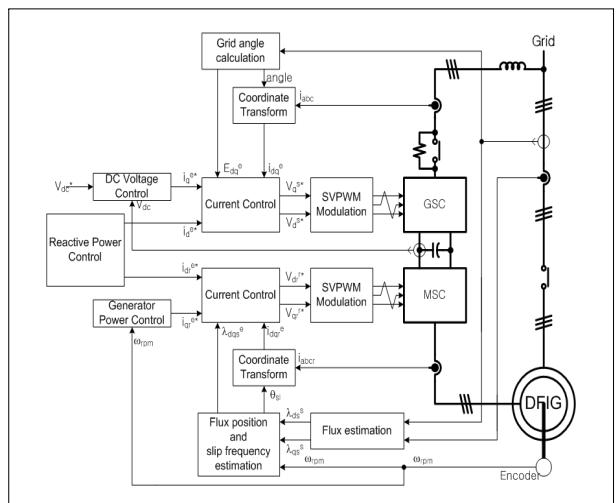 Grid
Grid angle
calculation
angle
Coordinate
Transform
i_abc
E_dq^e
i_dq^e
V_dc*
DC Voltage
Control
i_q^e*
V_dc
i_d^e*
Current Control
V_q^s*
V_d^s*
SVPWM
Modulation
GSC
Reactive Power
Control
i_dr^e*
Generator
Power Control
i_qr^e*
ω_rpm
Current Control
V_dr^r*
V_qr^r*
SVPWM
Modulation
MSC
λ_dqs^e
i_dqr^e
Coordinate
Transform
i_abcr
θ_sl
DFIG
Flux position
and
slip frequency
estimation
λ_ds^s
λ_qs^s
Flux estimation
ω_rpm
ω_rpm
Encoder